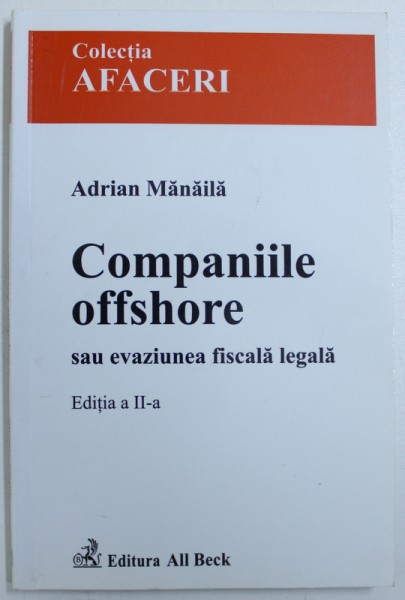 Colecția
AFACERI
Adrian Mănăilă
Companiile
offshore
sau evaziunea fiscală legală
Ediția a II-a
Editura All Beck